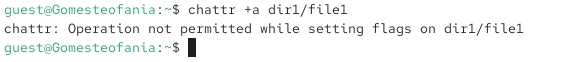 guest@Gomesteofania:~$ chattr +a dir1/file1
chattr: Operation not permitted while setting flags on dir1/file1
guest@Gomesteofania:~$